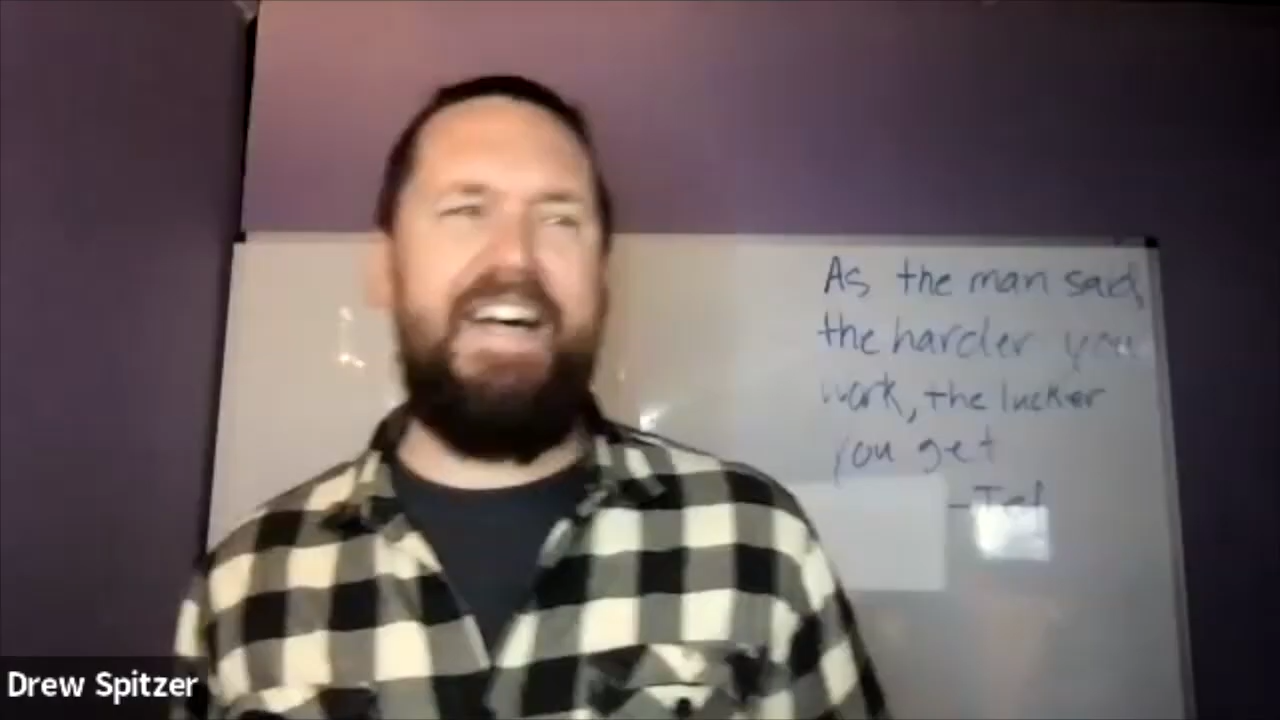 As the man said,
the harder you
work, the lucker
you get
Drew Spitzer